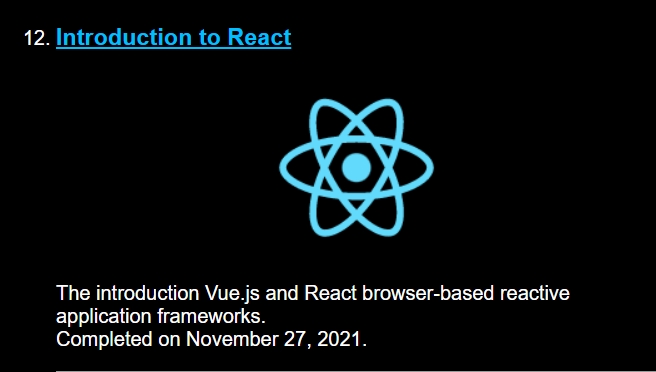 12. Introduction to React
The introduction Vue.js and React browser-based reactive
application frameworks.
Completed on November 27, 2021.